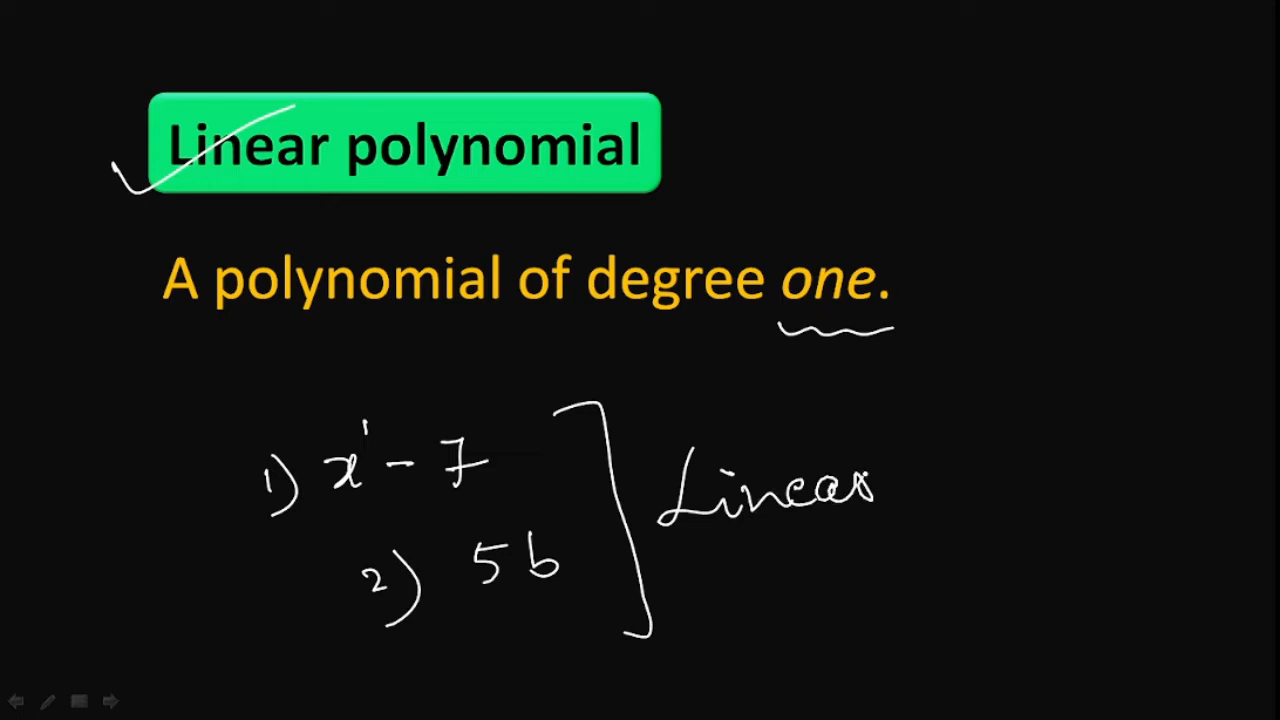 Linear polynomial
A polynomial of degree one.
1) x¹ - 7
2) 5b
Linear